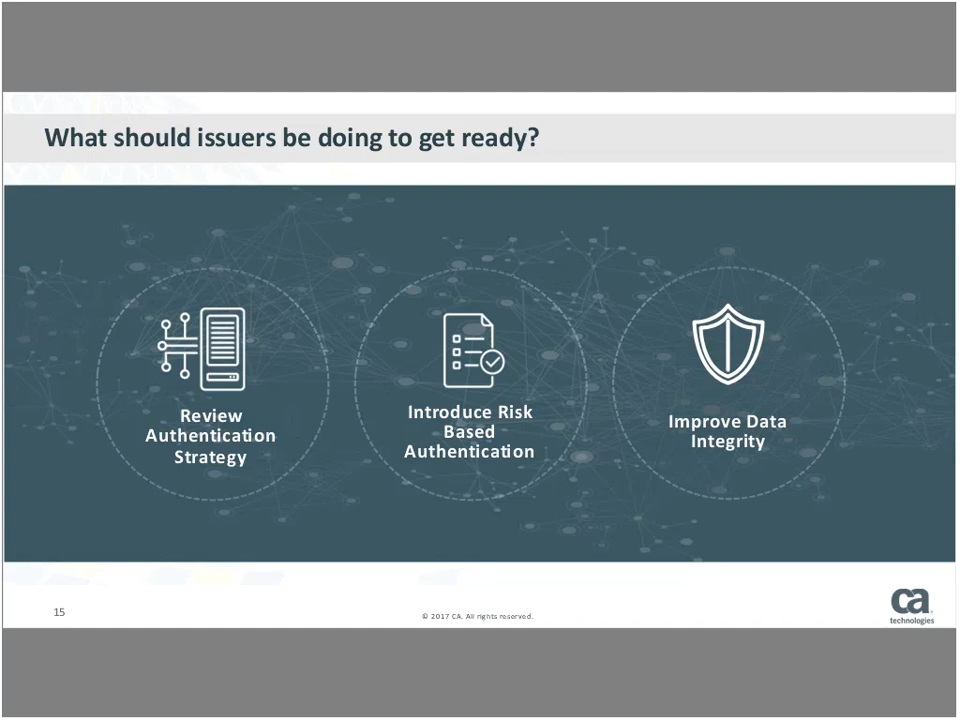 What should issuers be doing to get ready?
Review
Authentication
Strategy
Introduce Risk
Based
Authentication
Improve Data
Integrity
15
© 2017 CA. All rights reserved.
ca
technologies